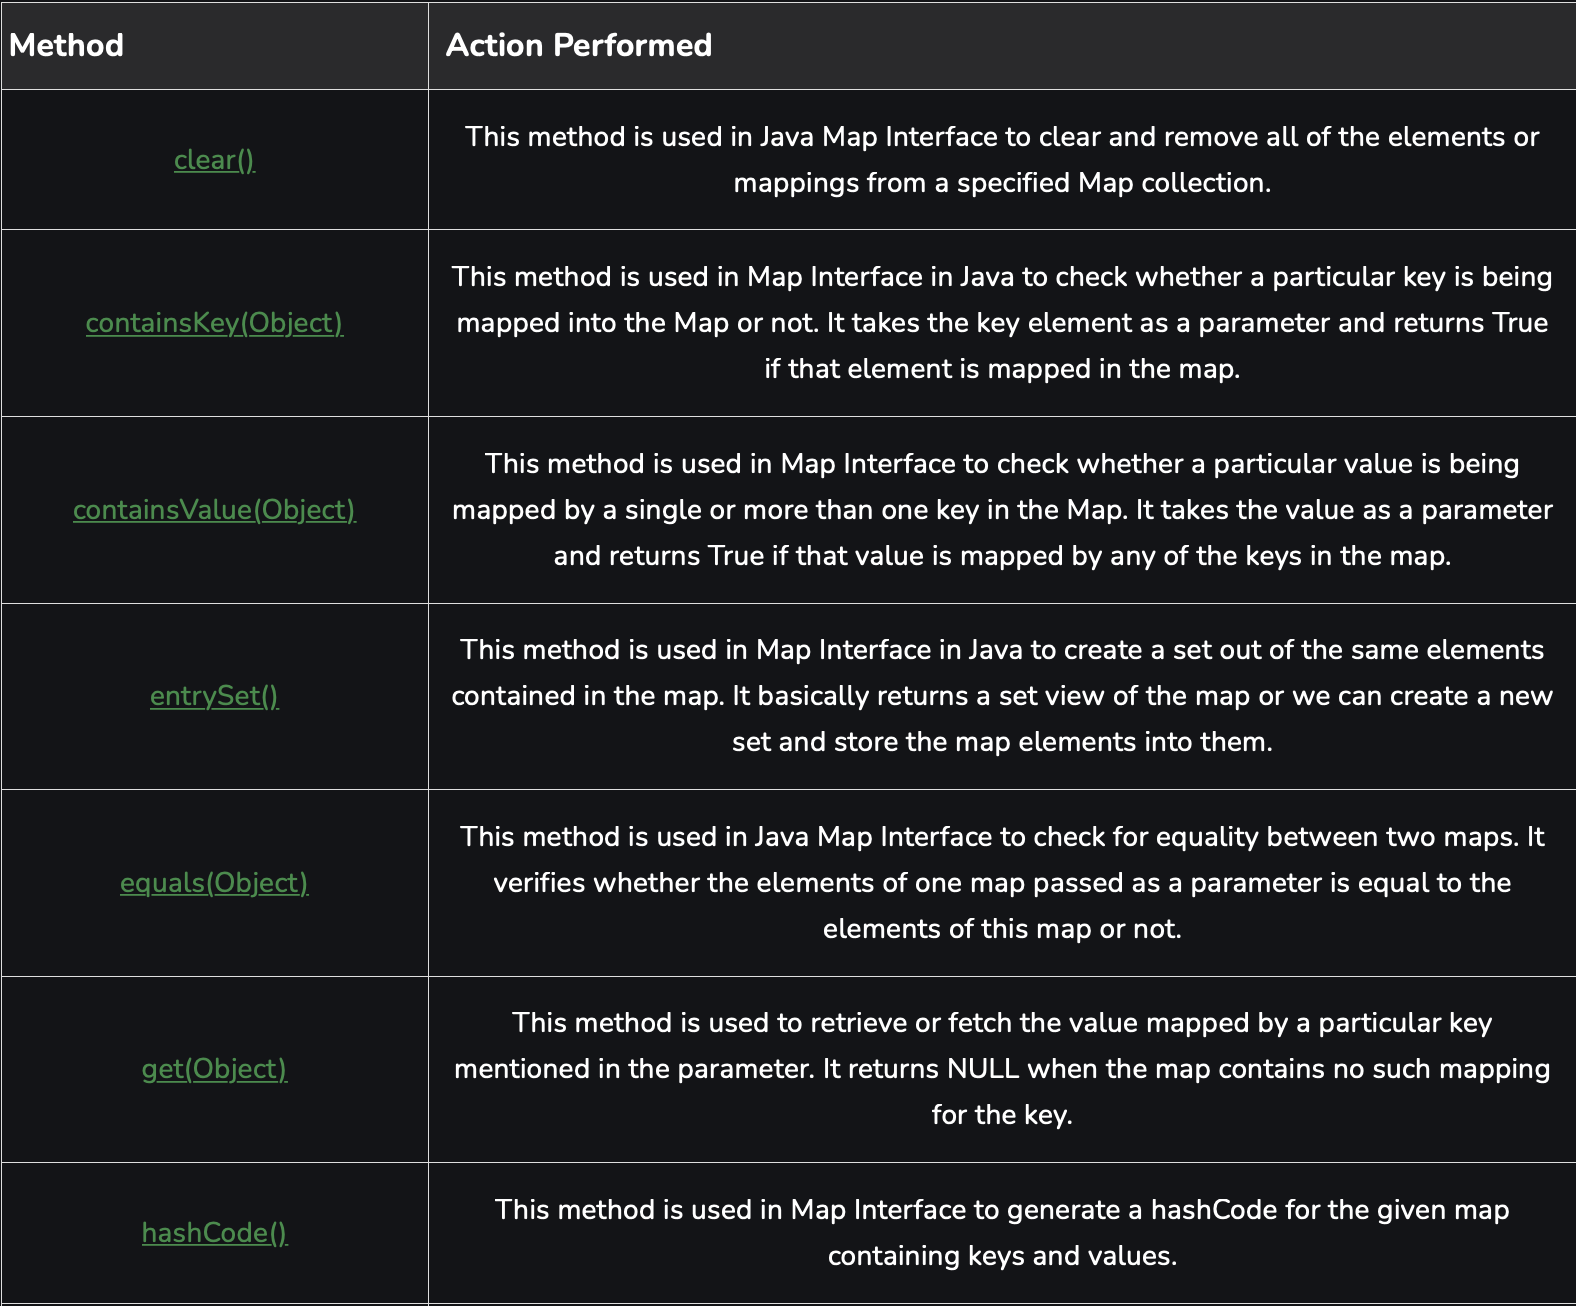 Method
Action Performed
clear()
This method is used in Java Map Interface to clear and remove all of the elements or
mappings from a specified Map collection.
containsKey(Object)
This method is used in Map Interface in Java to check whether a particular key is being
mapped into the Map or not. It takes the key element as a parameter and returns True
if that element is mapped in the map.
containsValue(Object)
This method is used in Map Interface to check whether a particular value is being
mapped by a single or more than one key in the Map. It takes the value as a parameter
and returns True if that value is mapped by any of the keys in the map.
entrySet()
This method is used in Map Interface in Java to create a set out of the same elements
contained in the map. It basically returns a set view of the map or we can create a new
set and store the map elements into them.
equals(Object)
This method is used in Java Map Interface to check for equality between two maps. It
verifies whether the elements of one map passed as a parameter is equal to the
elements of this map or not.
get(Object)
This method is used to retrieve or fetch the value mapped by a particular key
mentioned in the parameter. It returns NULL when the map contains no such mapping
for the key.
hashCode()
This method is used in Map Interface to generate a hashCode for the given map
containing keys and values.